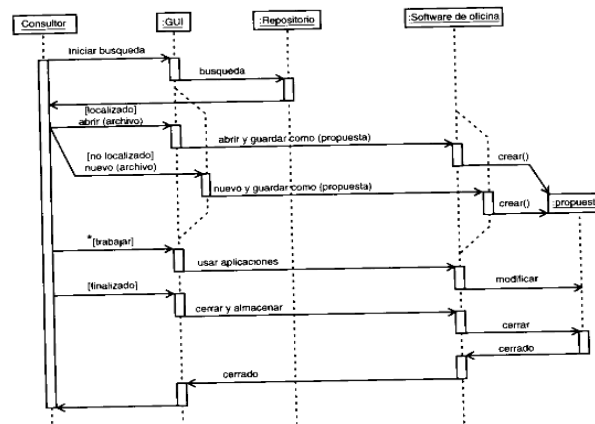 Consultor
:GUI
:Repositorio
:Software de oficina
Iniciar busqueda
busqueda
[localizado]
abrir (archivo)
abrir y guardar como (propuesta)
crear()
[no localizado]
nuevo (archivo)
nuevo y guardar como (propuesta)
crear()
:propuest
*[trabajar]
usar aplicaciones
modificar
[finalizado]
cerrar y almacenar
cerrar
cerrado
cerrado